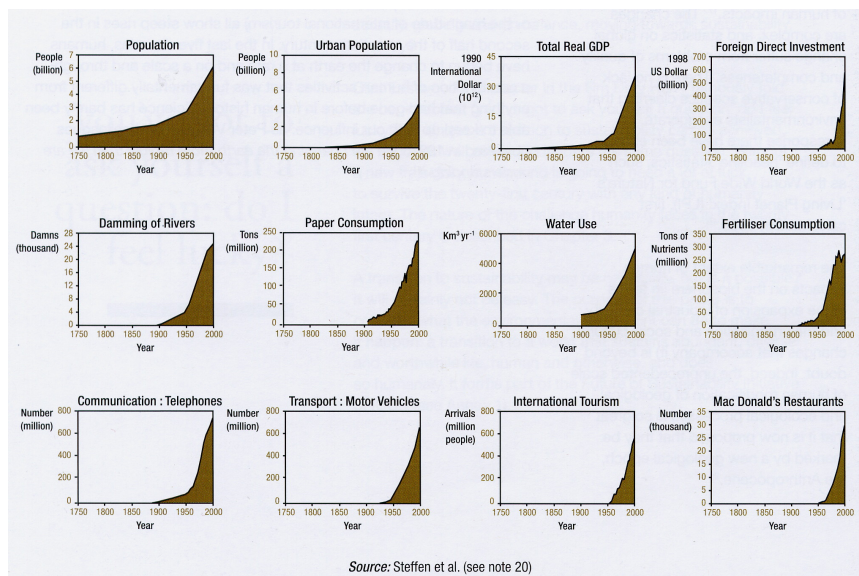 Population
People
(billion)
7
6
5
4
3
2
1
0
1750 1800 1850 1900 1950 2000
Year
Urban Population
People
(billion)
10
8
6
4
2
0
1750 1800 1850 1900 1950 2000
Year
Total Real GDP
1990
International
Dollar
(10¹²)
45
30
15
0
1750 1800 1850 1900 1950 2000
Year
Foreign Direct Investment
1998
US Dollar
(billion)
700
600
500
400
300
200
100
0
1750 1800 1850 1900 1950 2000
Year
Damming of Rivers
Damns
(thousand)
28
24
20
16
12
8
4
0
1750 1800 1850 1900 1950 2000
Year
Paper Consumption
Tons
(million)
250
200
150
100
50
0
1750 1800 1850 1900 1950 2000
Year
Water Use
Km³ yr⁻¹
6000
4000
2000
0
1750 1800 1850 1900 1950 2000
Year
Fertiliser Consumption
Tons of
Nutrients
(million)
350
300
250
200
150
100
50
0
1750 1800 1850 1900 1950 2000
Year
Communication : Telephones
Number
(million)
800
600
400
200
0
1750 1800 1850 1900 1950 2000
Year
Transport : Motor Vehicles
Number
(million)
800
600
400
200
0
1750 1800 1850 1900 1950 2000
Year
International Tourism
Arrivals
(million
people)
800
600
400
200
0
1750 1800 1850 1900 1950 2000
Year
Mac Donald's Restaurants
Number
(thousand)
35
30
25
20
15
10
5
0
1750 1800 1850 1900 1950 2000
Year
Source: Steffen et al. (see note 20)